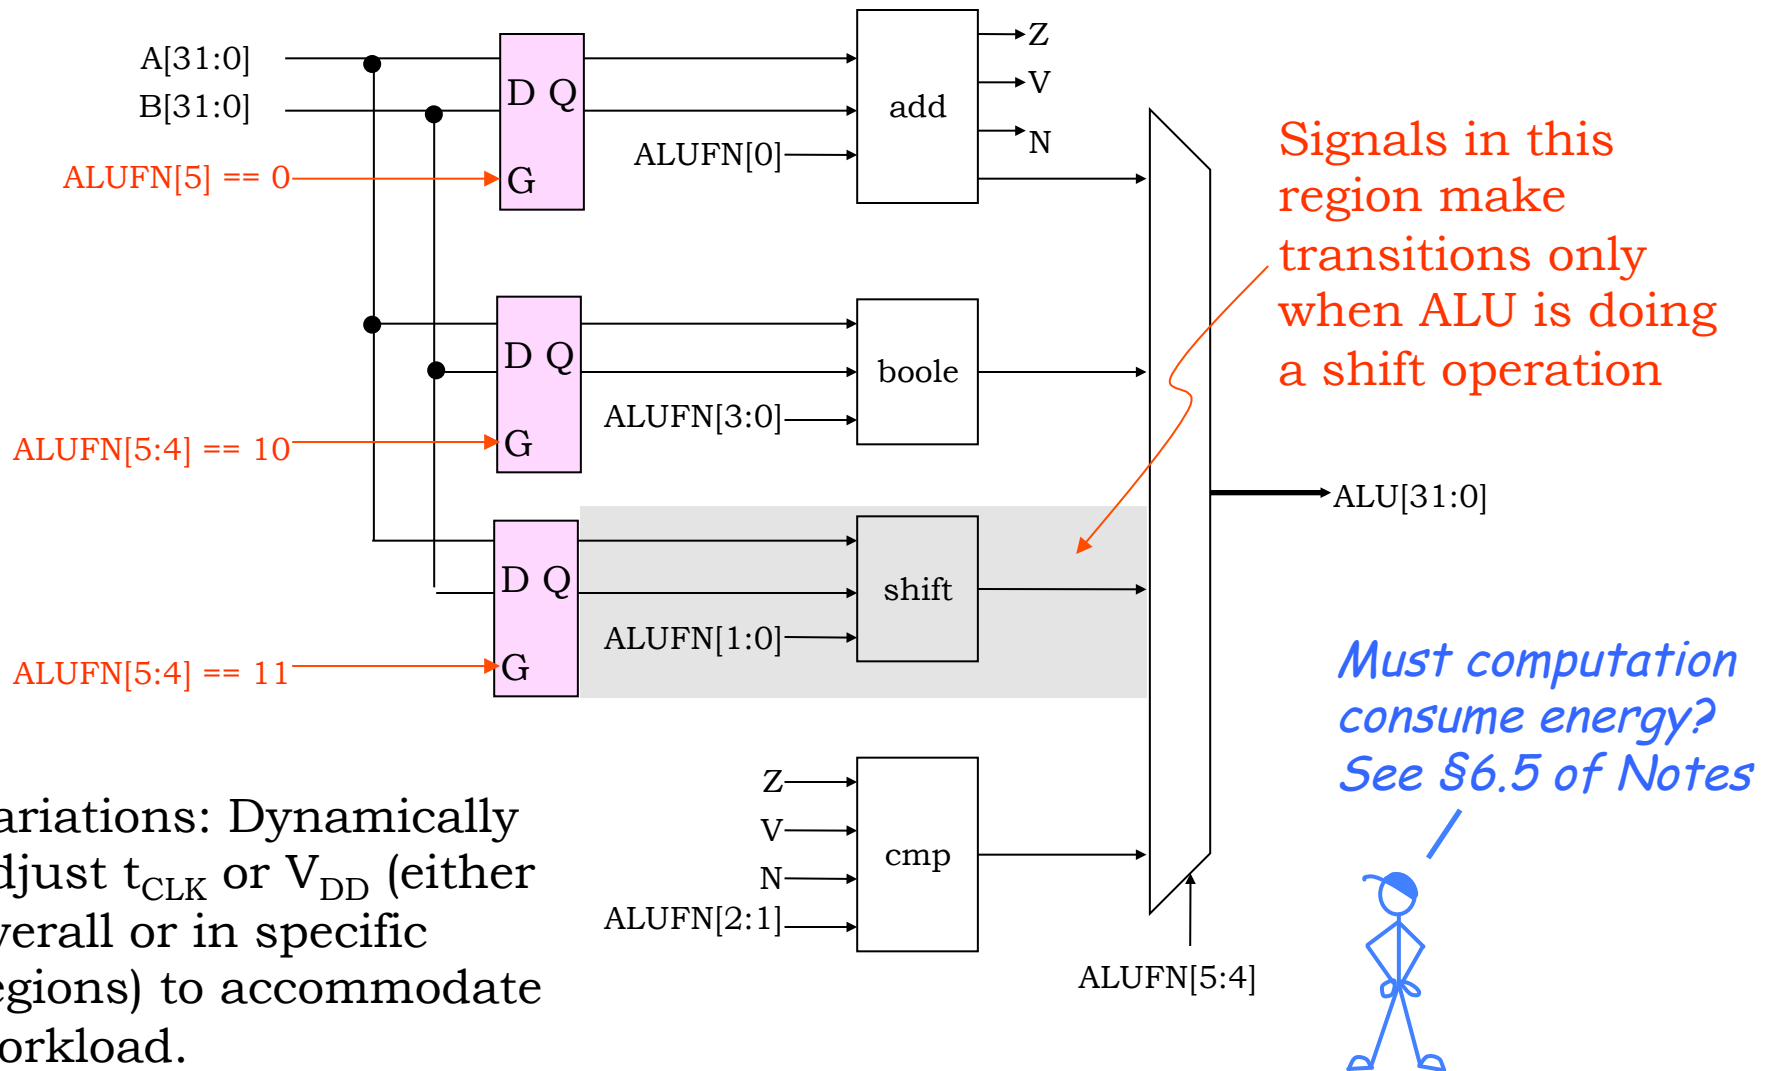 A[31:0]
B[31:0]
ALUFN[5] == 0
D Q
G
ALUFN[0]
add
Z
V
N
Signals in this
region make
transitions only
when ALU is doing
a shift operation
ALUFN[5:4] == 10
D Q
G
ALUFN[3:0]
boole
ALU[31:0]
ALUFN[5:4] == 11
D Q
G
ALUFN[1:0]
shift
Must computation
consume energy?
See §6.5 of Notes
Z
V
N
ALUFN[2:1]
cmp
ALUFN[5:4]
ariations: Dynamically
djust tCLK or VDD (either
verall or in specific
egions) to accommodate
orkload.